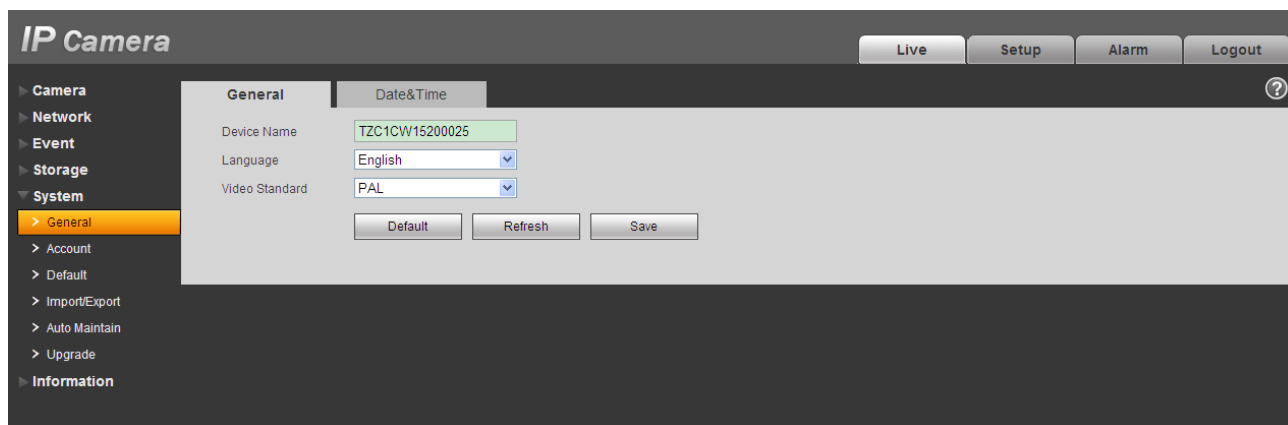 IP Camera
Live Setup Alarm Logout
Camera
Network
Event
Storage
System
> General
> Account
> Default
> Import/Export
> Auto Maintain
> Upgrade
Information
General Date&Time
?
Device Name TZC1CW15200025
Language English
Video Standard PAL
Default Refresh Save